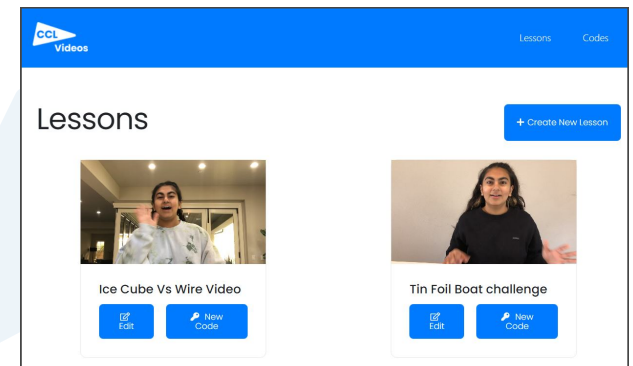 CCL
Videos
Lessons
Codes
Lessons
+ Create New Lesson
Ice Cube Vs Wire Video
Edit
New
Code
Tin Foil Boat challenge
Edit
New
Code